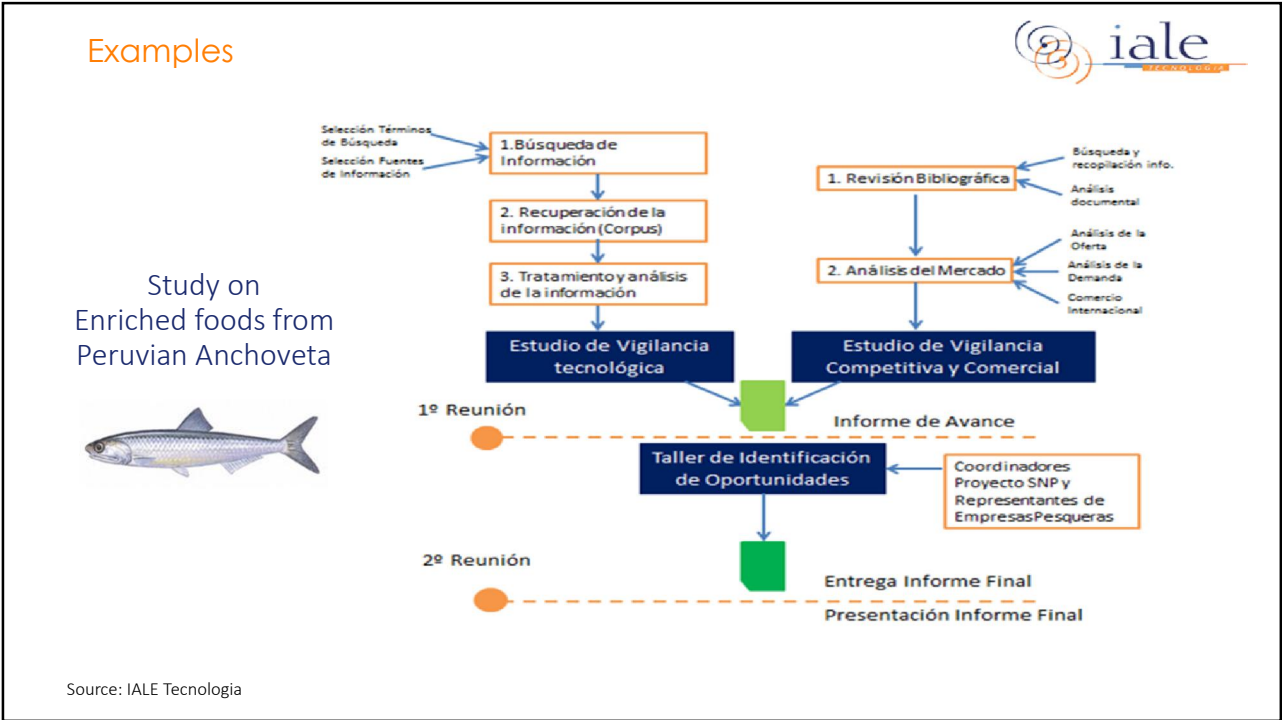 Examples
iale
TECNOLOGIA
Selección Términos
de Búsqueda
Selección Fuentes
de Información
1.Búsqueda de
Información
2. Recuperación de la
información (Corpus)
3. Tratamiento y análisis
de la información
Estudio de Vigilancia
tecnológica
1. Revisión Bibliográfica
Búsqueda y
recopilación info.
Análisis
documental
2. Análisis del Mercado
Análisis de la
Oferta
Análisis de la
Demanda
Comercio
Internacional
Estudio de Vigilancia
Competitiva y Comercial
Study on
Enriched foods from
Peruvian Anchoveta
1º Reunión
Informe de Avance
Taller de Identificación
de Oportunidades
Coordinadores
Proyecto SNP y
Representantes de
EmpresasPesqueras
2º Reunión
Entrega Informe Final
Presentación Informe Final
Source: IALE Tecnologia